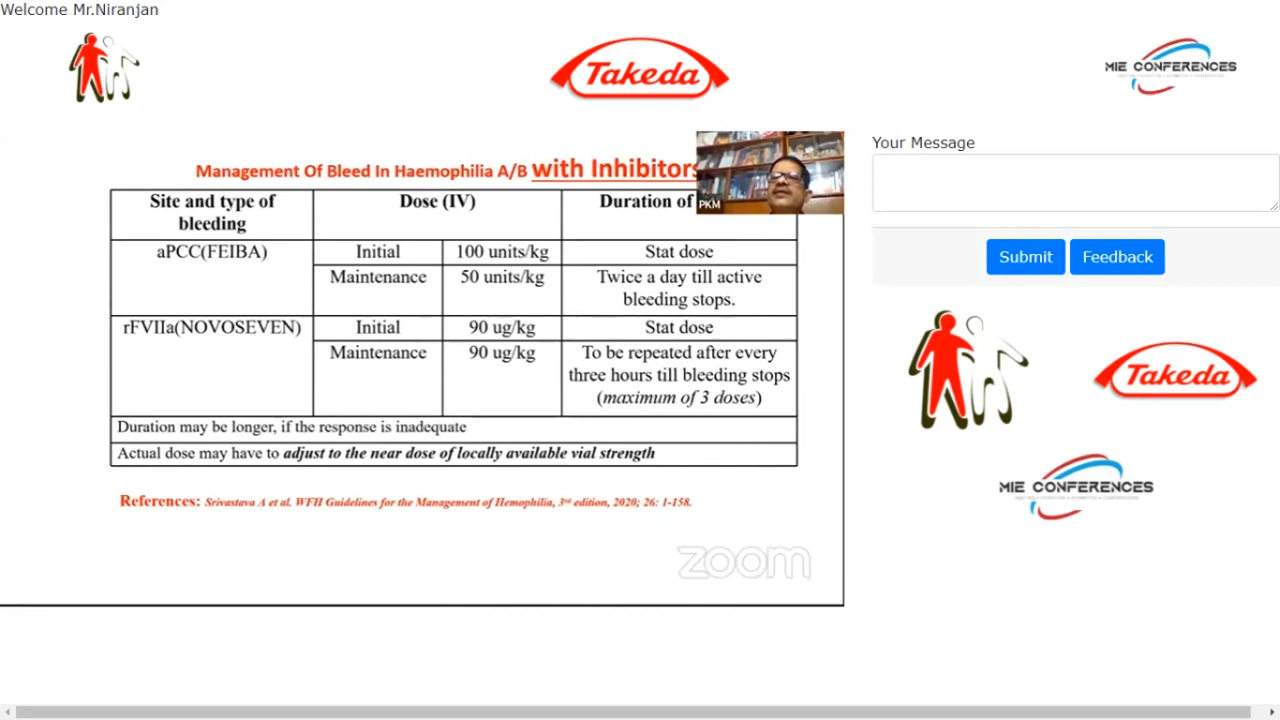 Welcome Mr.Niranjan
Takeda
MIE CONFERENCES
Management Of Bleed In Haemophilia A/B with Inhibitors
PKM
Site and type of
bleeding
Dose (IV)
Duration of
aPCC(FEIBA)
Initial
100 units/kg
Stat dose
Maintenance
50 units/kg
Twice a day till active
bleeding stops.
rFVIIa(NOVOSEVEN)
Initial
90 ug/kg
Stat dose
Maintenance
90 ug/kg
To be repeated after every
three hours till bleeding stops
(maximum of 3 doses)
Duration may be longer, if the response is inadequate
Actual dose may have to adjust to the near dose of locally available vial strength
References: Srivastava A et al. WFH Guidelines for the Management of Hemophilia, 3rd edition, 2020; 26: 1-158.
zoom
Your Message
Submit
Feedback
Takeda
MIE CONFERENCES